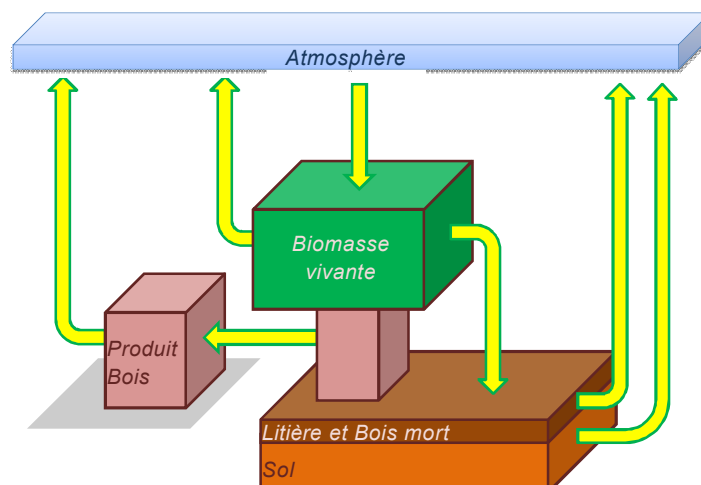 Atmosphère
Biomasse
vivante
Produit
Bois
Litière et Bois mort
Sol